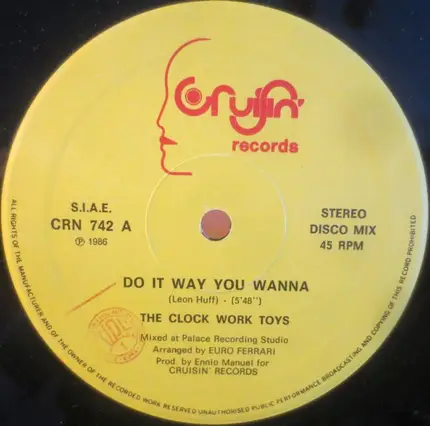 Cruisin'
records
S.I.A.E.
CRN 742 A
℗ 1986
STEREO
DISCO MIX
45 RPM
DO IT WAY YOU WANNA
(Leon Huff) - [5'48'']
THE CLOCK WORK TOYS
Mixed at Palace Recording Studio
Arranged by EURO FERRARI
Prod. by Ennio Manuel for
CRUISIN' RECORDS
ALL RIGHTS OF THE MANUFACTURER AND OF THE OWNER OF THE RECORDED WORK RESERVED UNAUTHORISED PUBLIC PERFORMANCE BROADCASTING AND COPYING OF THIS RECORD PROHIBITED